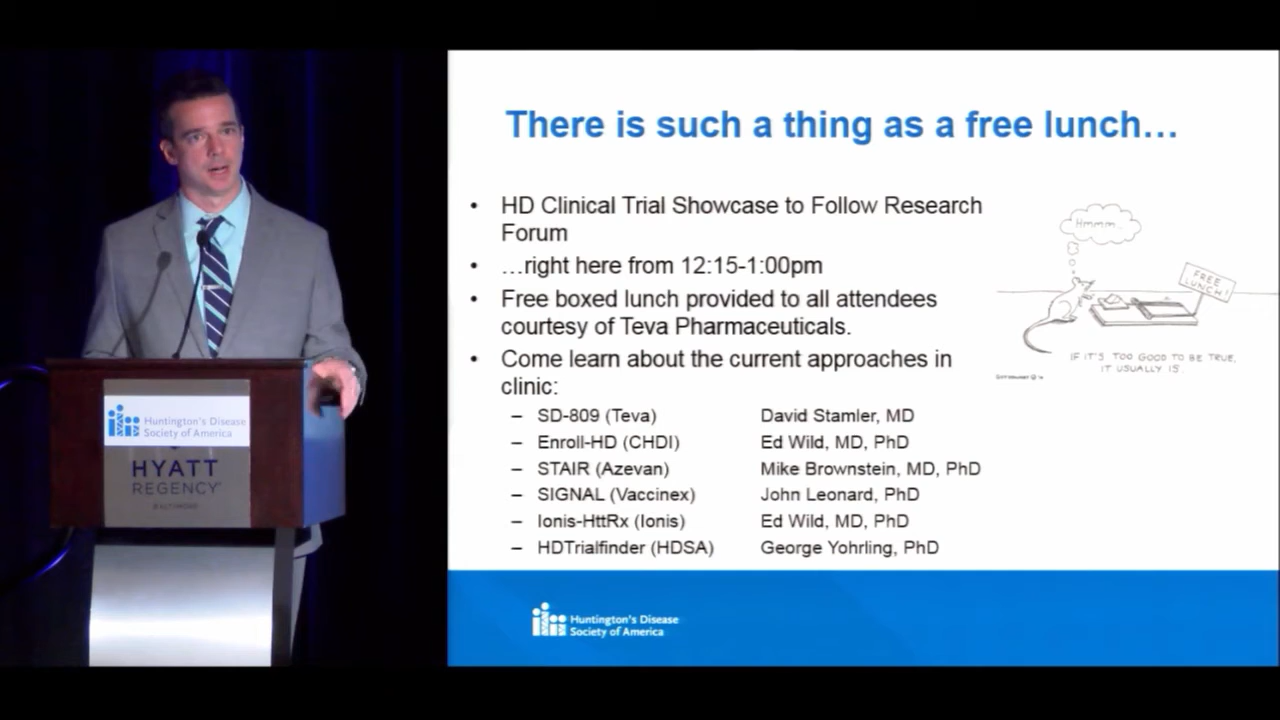 There is such a thing as a free lunch…
• HD Clinical Trial Showcase to Follow Research
Forum
• …right here from 12:15-1:00pm
• Free boxed lunch provided to all attendees
courtesy of Teva Pharmaceuticals.
• Come learn about the current approaches in
clinic:
– SD-809 (Teva) David Stamler, MD
– Enroll-HD (CHDI) Ed Wild, MD, PhD
– STAIR (Azevan) Mike Brownstein, MD, PhD
– SIGNAL (Vaccinex) John Leonard, PhD
– Ionis-HttRx (Ionis) Ed Wild, MD, PhD
– HDTrialfinder (HDSA) George Yohrling, PhD
Hmmm..
FREE
LUNCH!
IF IT'S TOO GOOD TO BE TRUE,
IT USUALLY IS.
Huntington's Disease
Society of America
Huntington's Disease
Society of America
HYATT
REGENCY
BALTIMORE